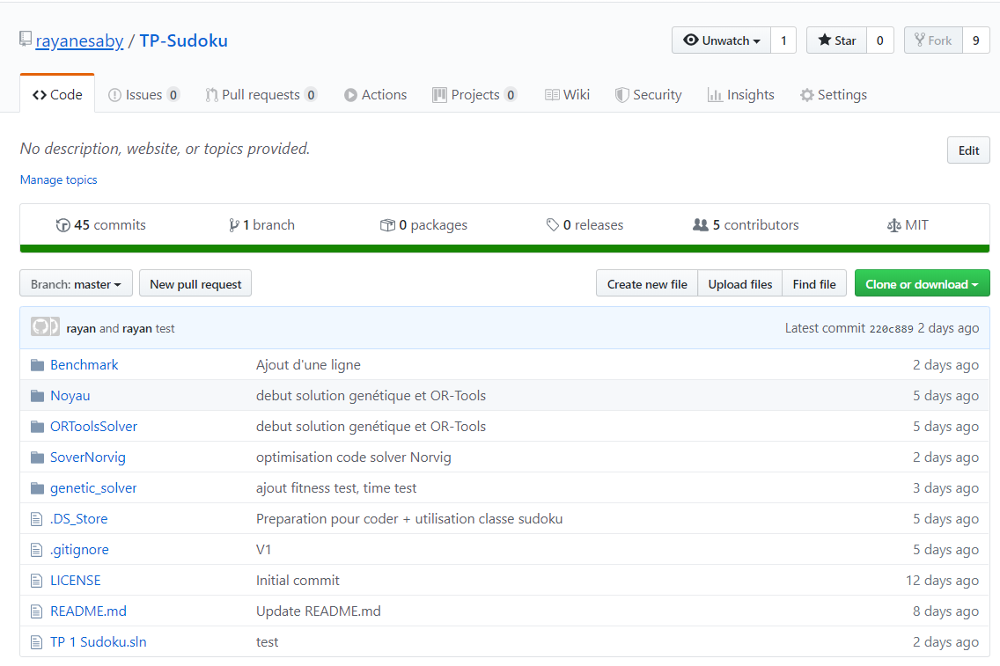 rayanesaby / TP-Sudoku
Unwatch 1 Star 0 Fork 9
Code Issues 0 Pull requests 0 Actions Projects 0 Wiki Security Insights Settings
No description, website, or topics provided. Edit
Manage topics
45 commits 1 branch 0 packages 0 releases 5 contributors MIT
Branch: master New pull request Create new file Upload files Find file Clone or download
rayan and rayan test Latest commit 220c889 2 days ago
Benchmark Ajout d'une ligne 2 days ago
Noyau debut solution genétique et OR-Tools 5 days ago
ORToolsSolver debut solution genétique et OR-Tools 5 days ago
SoverNorvig optimisation code solver Norvig 2 days ago
genetic_solver ajout fitness test, time test 3 days ago
.DS_Store Preparation pour coder + utilisation classe sudoku 5 days ago
.gitignore V1 5 days ago
LICENSE Initial commit 12 days ago
README.md Update README.md 8 days ago
TP 1 Sudoku.sln test 2 days ago